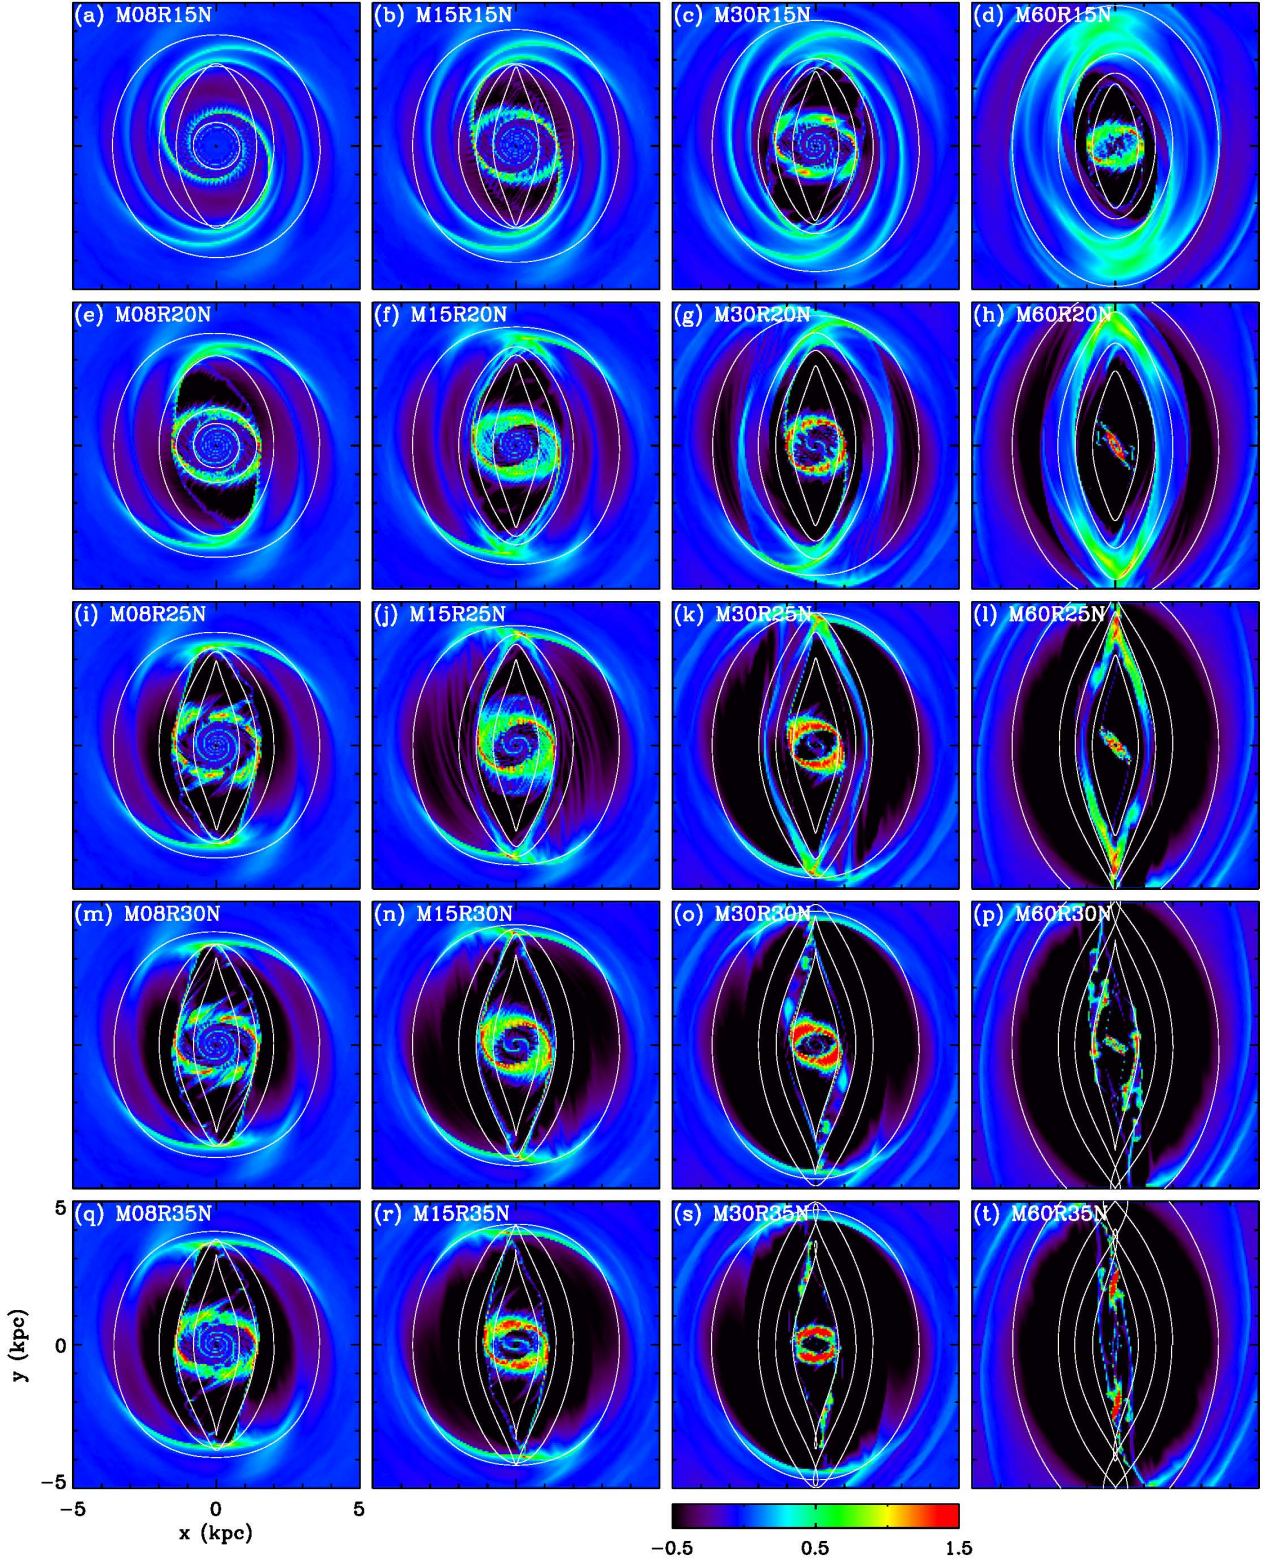 (a) M08R15N
(b) M15R15N
(c) M30R15N
(d) M60R15N
(e) M08R20N
(f) M15R20N
(g) M30R20N
(h) M60R20N
(i) M08R25N
(j) M15R25N
(k) M30R25N
(l) M60R25N
(m) M08R30N
(n) M15R30N
(o) M30R30N
(p) M60R30N
(q) M08R35N
(r) M15R35N
(s) M30R35N
(t) M60R35N
5
0
−5
y (kpc)
−5 0 5
x (kpc)
−0.5 0.5 1.5